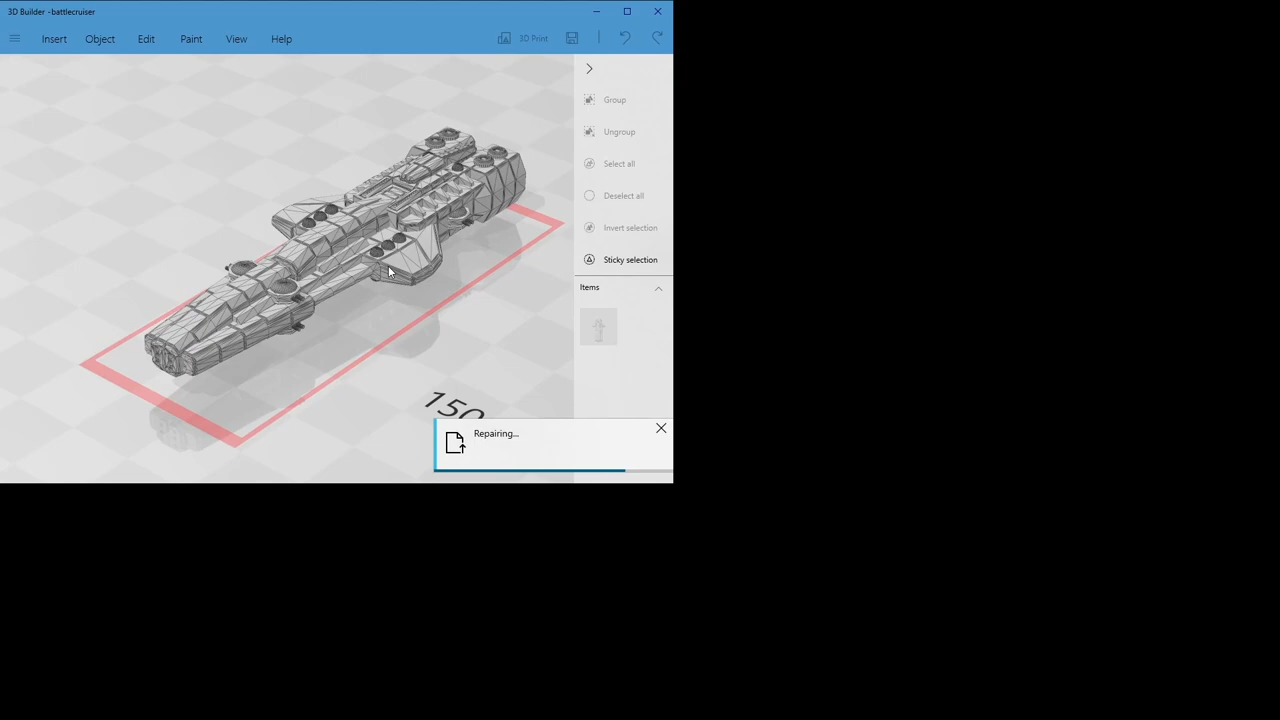 3D Builder -battlecruiser
Insert Object Edit Paint View Help
3D Print
Group
Ungroup
Select all
Deselect all
Invert selection
Sticky selection
Items
150
Repairing...